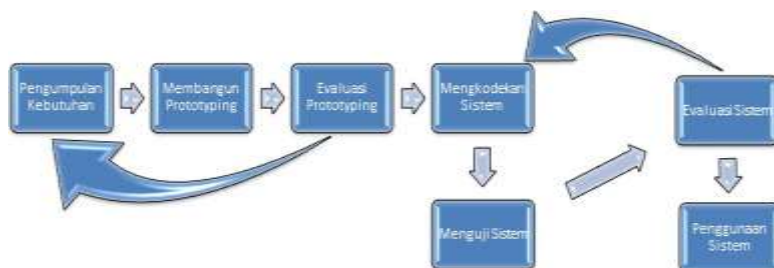 Pengumpulan
Kebutuhan
Membangun
Prototyping
Evaluasi
Prototyping
Mengkodekan
Sistem
Evaluasi Sistem
Menguji Sistem
Penggunaan
Sistem